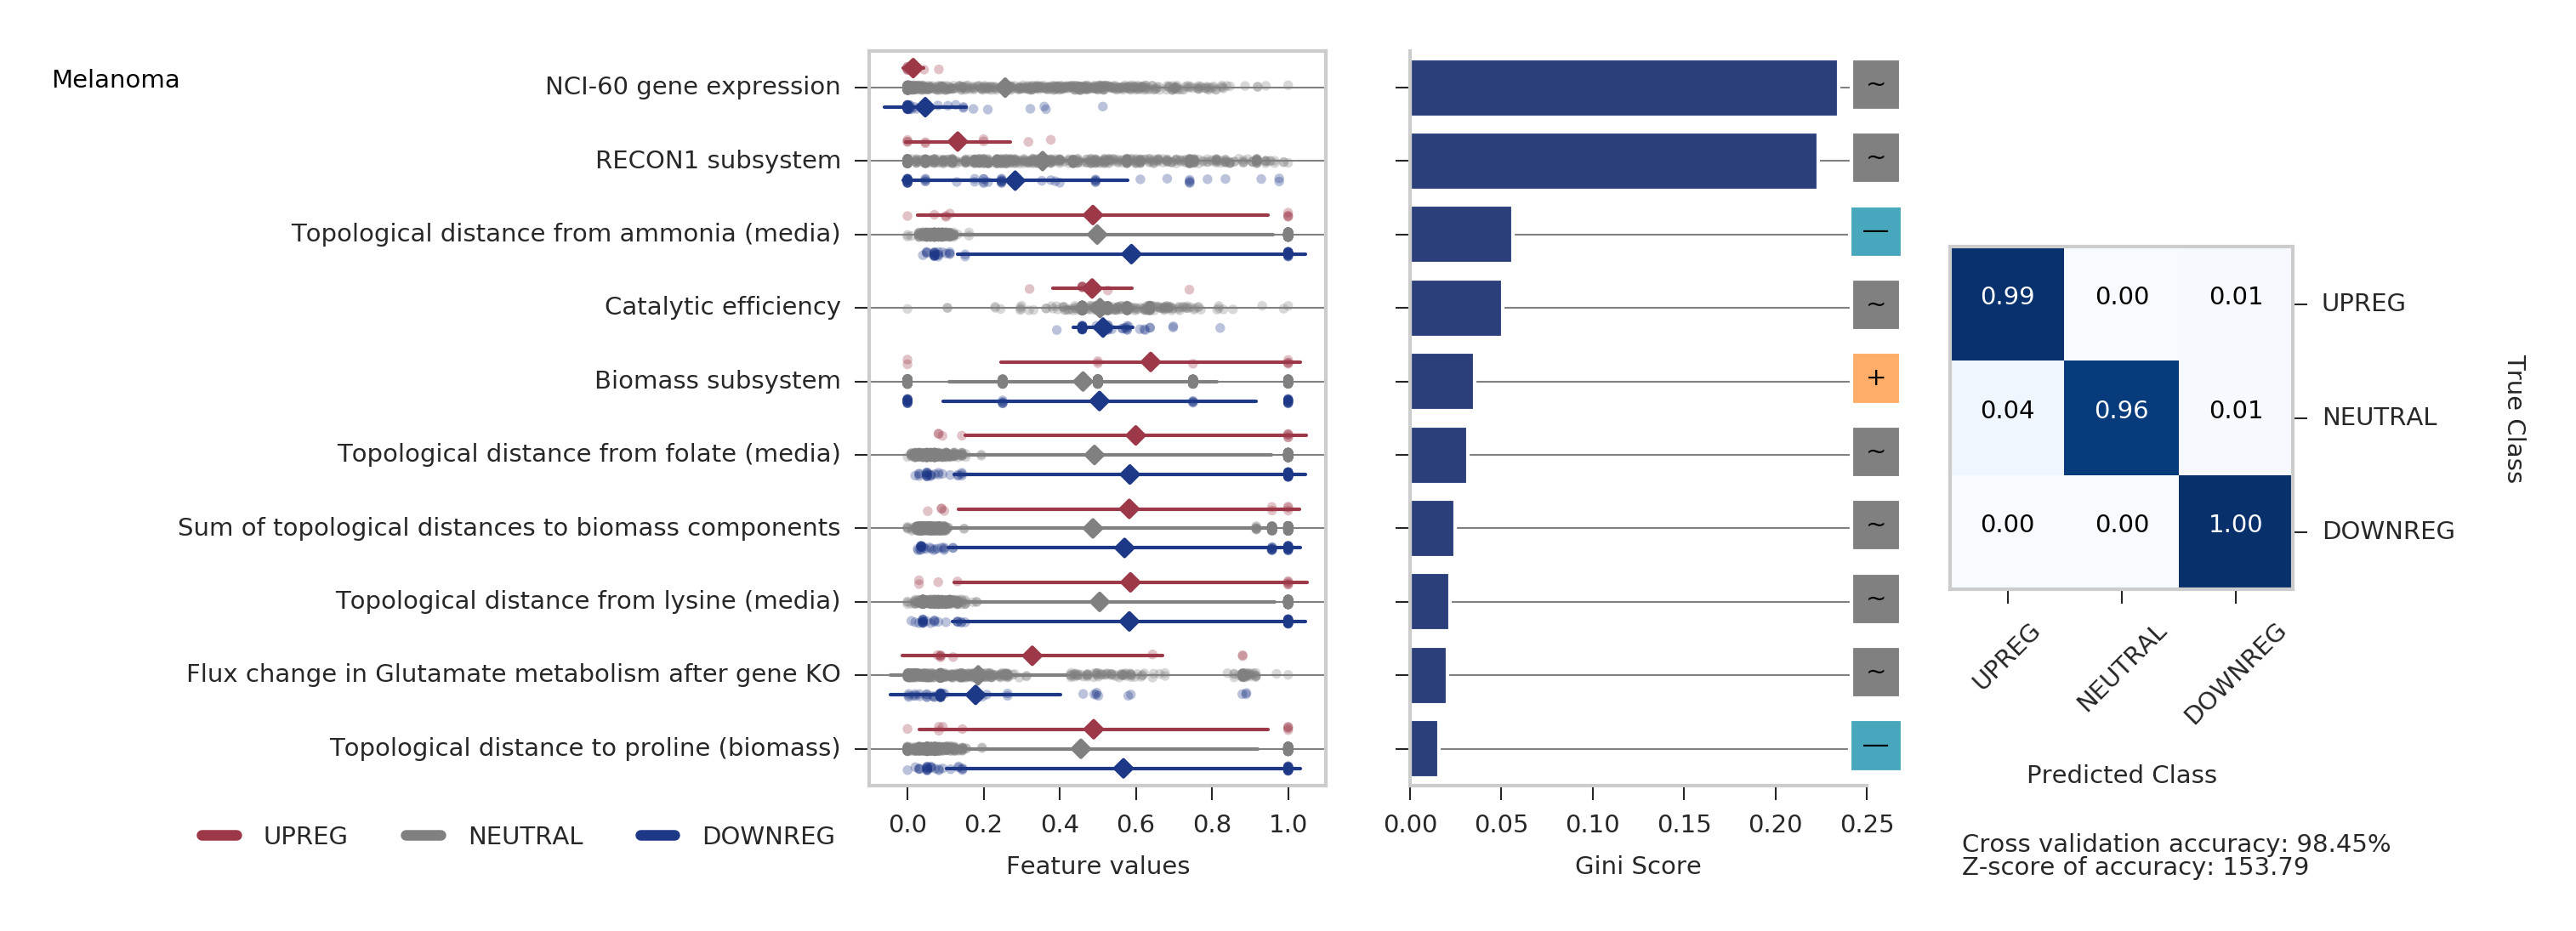 Melanoma
NCI-60 gene expression
RECON1 subsystem
Topological distance from ammonia (media)
Catalytic efficiency
Biomass subsystem
Topological distance from folate (media)
Sum of topological distances to biomass components
Topological distance from lysine (media)
Flux change in Glutamate metabolism after gene KO
Topological distance to proline (biomass)
UPREG NEUTRAL DOWNREG
0.0 0.2 0.4 0.6 0.8 1.0
Feature values
~
~
—
~
+
~
~
~
~
—
0.00 0.05 0.10 0.15 0.20 0.25
Gini Score
0.99 0.00 0.01 UPREG
0.04 0.96 0.01 NEUTRAL
0.00 0.00 1.00 DOWNREG
True Class
UPREG NEUTRAL DOWNREG
Predicted Class
Cross validation accuracy: 98.45%
Z-score of accuracy: 153.79